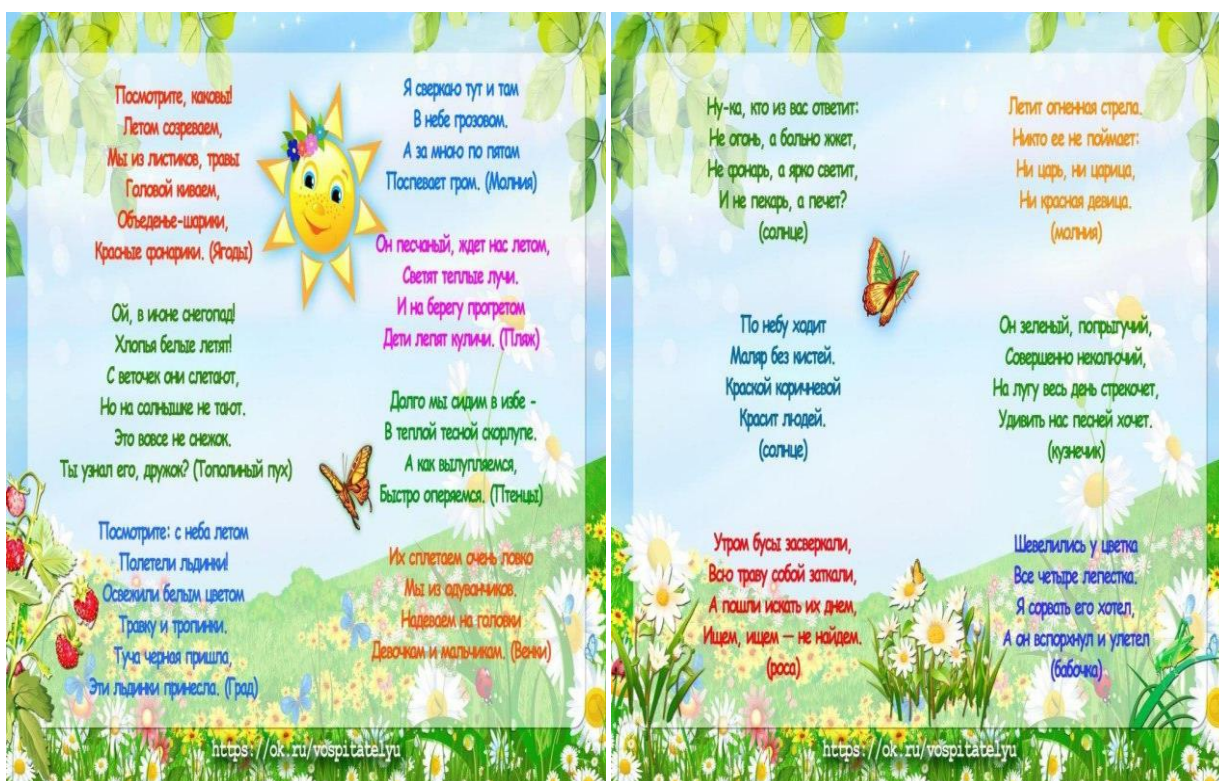 Посмотрите, каковы!
Летом созреваем,
Мы из листиков, травы
Головой киваем,
Объеденье-шарики,
Красные фонарики. (Ягоды)
Ой, в июне снегопад!
Хлопья белые летят!
С веточек они слетают,
Но на солнышке не тают.
Это вовсе не снежок.
Ты узнал его, дружок? (Тополиный пух)
Посмотрите: с неба летом
Полетели льдинки!
Освежили белым цветом
Травку и тропинки.
Туча черная пришла,
Эти льдинки принесла. (Град)
Я сверкаю тут и там
В небе грозовом.
А за мною по пятам
Поспевает гром. (Молния)
Он песчаный, ждет нас летом,
Светят теплые лучи.
И на берегу прогретом
Дети лепят куличи. (Пляж)
Долго мы сидим в избе -
В теплой тесной скорлупе.
А как вылупляемся,
Быстро оперяемся. (Птенцы)
Их сплетаем очень ловко
Мы из одуванчиков.
Надеваем на головки
Девочкам и мальчикам. (Венки)
https://ok.ru/vospitatelyu
Ну-ка, кто из вас ответит:
Не огонь, а больно жжет,
Не фонарь, а ярко светит,
И не пекарь, а печет?
(солнце)
По небу ходит
Маляр без кистей.
Краской коричневой
Красит людей.
(солнце)
Утром бусы засверкали,
Всю траву собой заткали,
А пошли искать их днем,
Ищем, ищем — не найдем.
(роса)
Летит огненная стрела.
Никто ее не поймает:
Ни царь, ни царица,
Ни красная девица.
(молния)
Он зеленый, попрыгучий,
Совершенно неколючий,
На лугу весь день стрекочет,
Удивить нас песней хочет.
(кузнечик)
Шевелились у цветка
Все четыре лепестка.
Я сорвать его хотел,
А он вспорхнул и улетел
(бабочка)
https://ok.ru/vospitatelyu